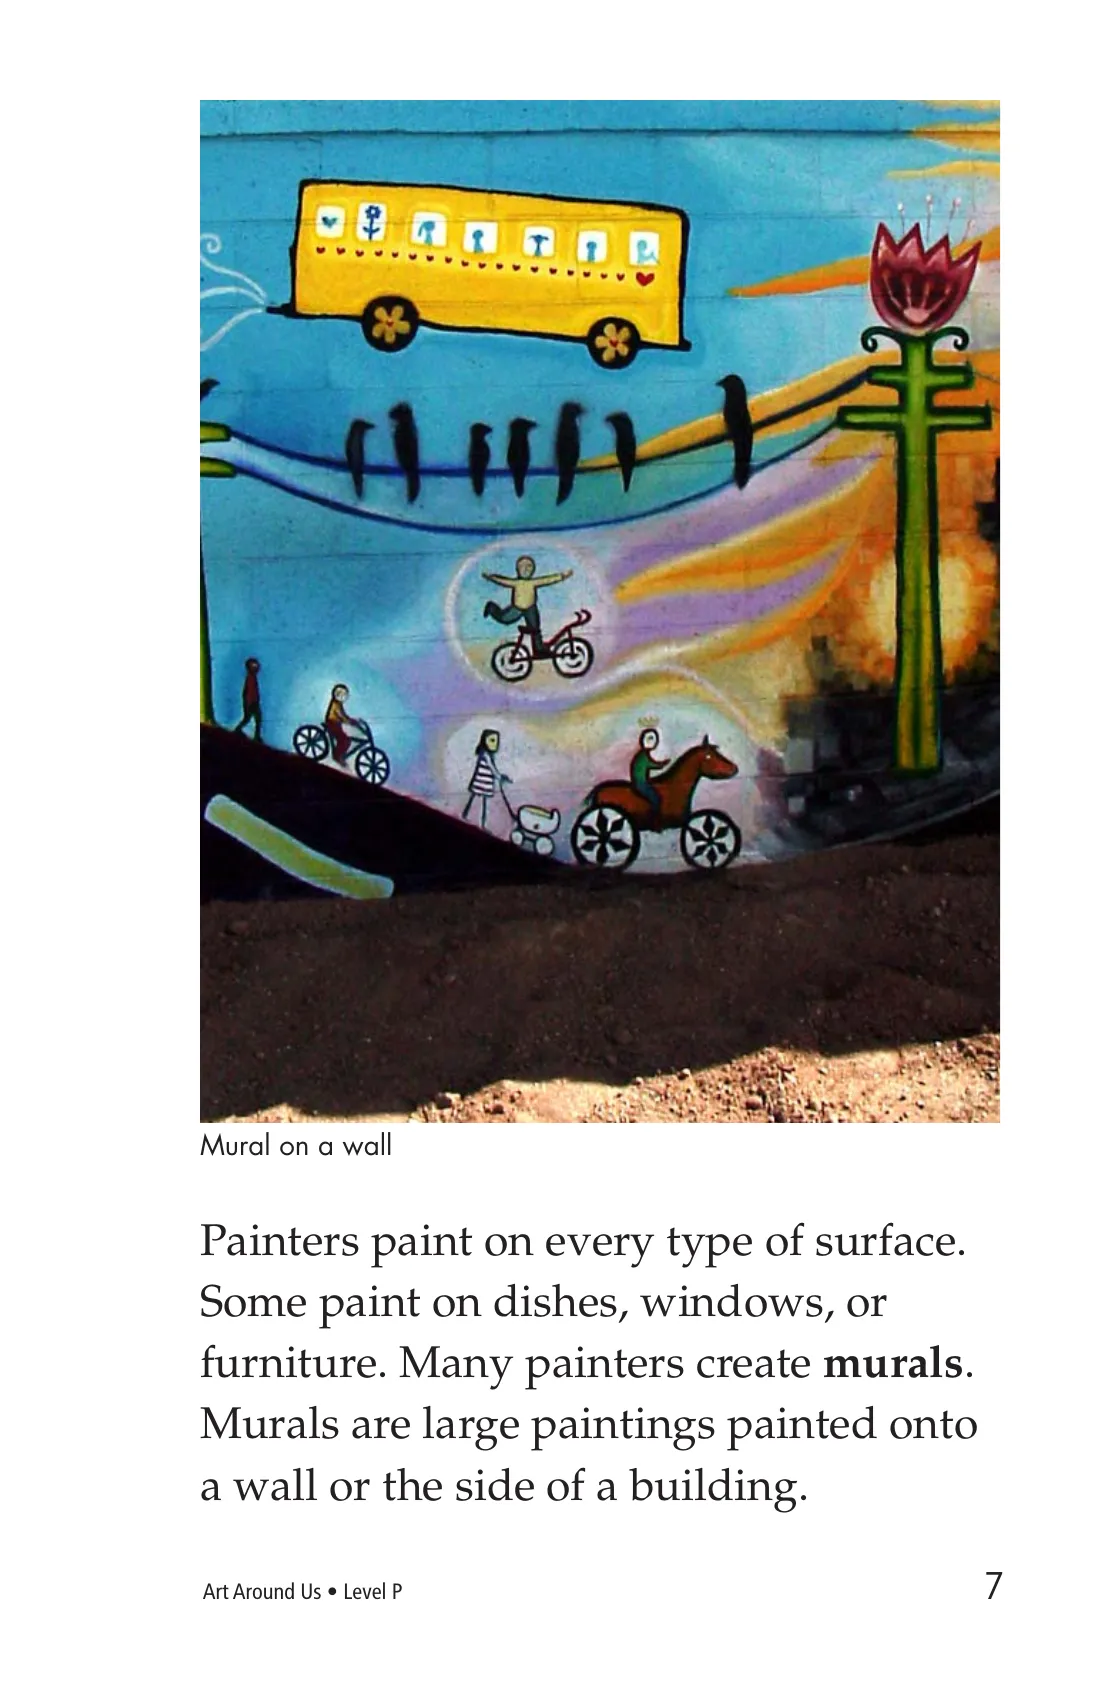 Mural on a wall
Painters paint on every type of surface.
Some paint on dishes, windows, or
furniture. Many painters create murals.
Murals are large paintings painted onto
a wall or the side of a building.
Art Around Us • Level P
7